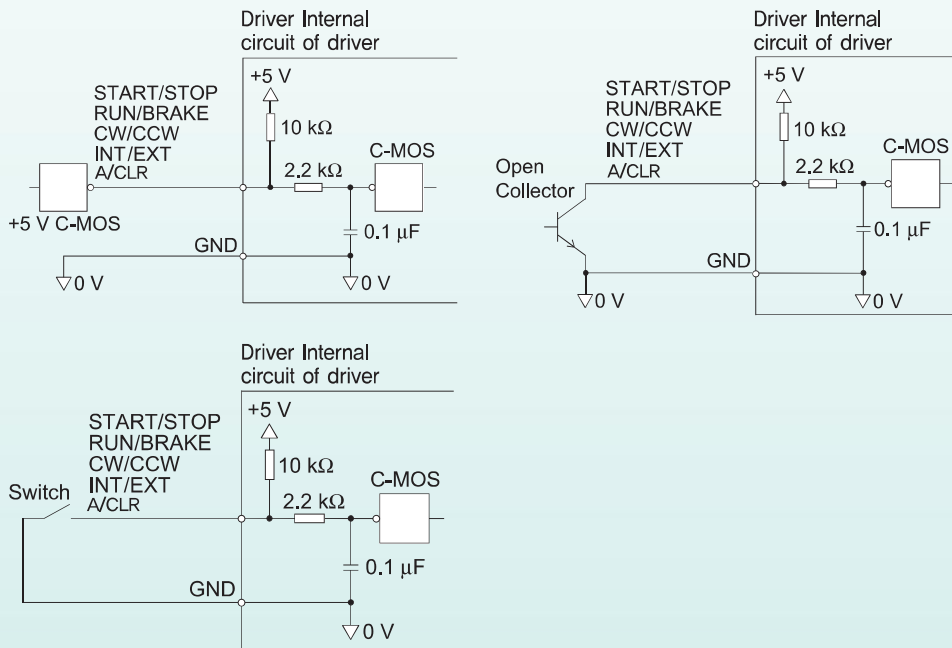 Driver Internal
circuit of driver
+5 V
START/STOP
RUN/BRAKE
CW/CCW
INT/EXT
A/CLR
10 kΩ
2.2 kΩ
C-MOS
+5 V C-MOS
0.1 μF
GND
0 V
0 V
Driver Internal
circuit of driver
+5 V
START/STOP
RUN/BRAKE
CW/CCW
INT/EXT
A/CLR
10 kΩ
2.2 kΩ
C-MOS
Open
Collector
0.1 μF
GND
0 V
0 V
Driver Internal
circuit of driver
+5 V
START/STOP
RUN/BRAKE
CW/CCW
INT/EXT
A/CLR
10 kΩ
2.2 kΩ
C-MOS
Switch
0.1 μF
GND
0 V